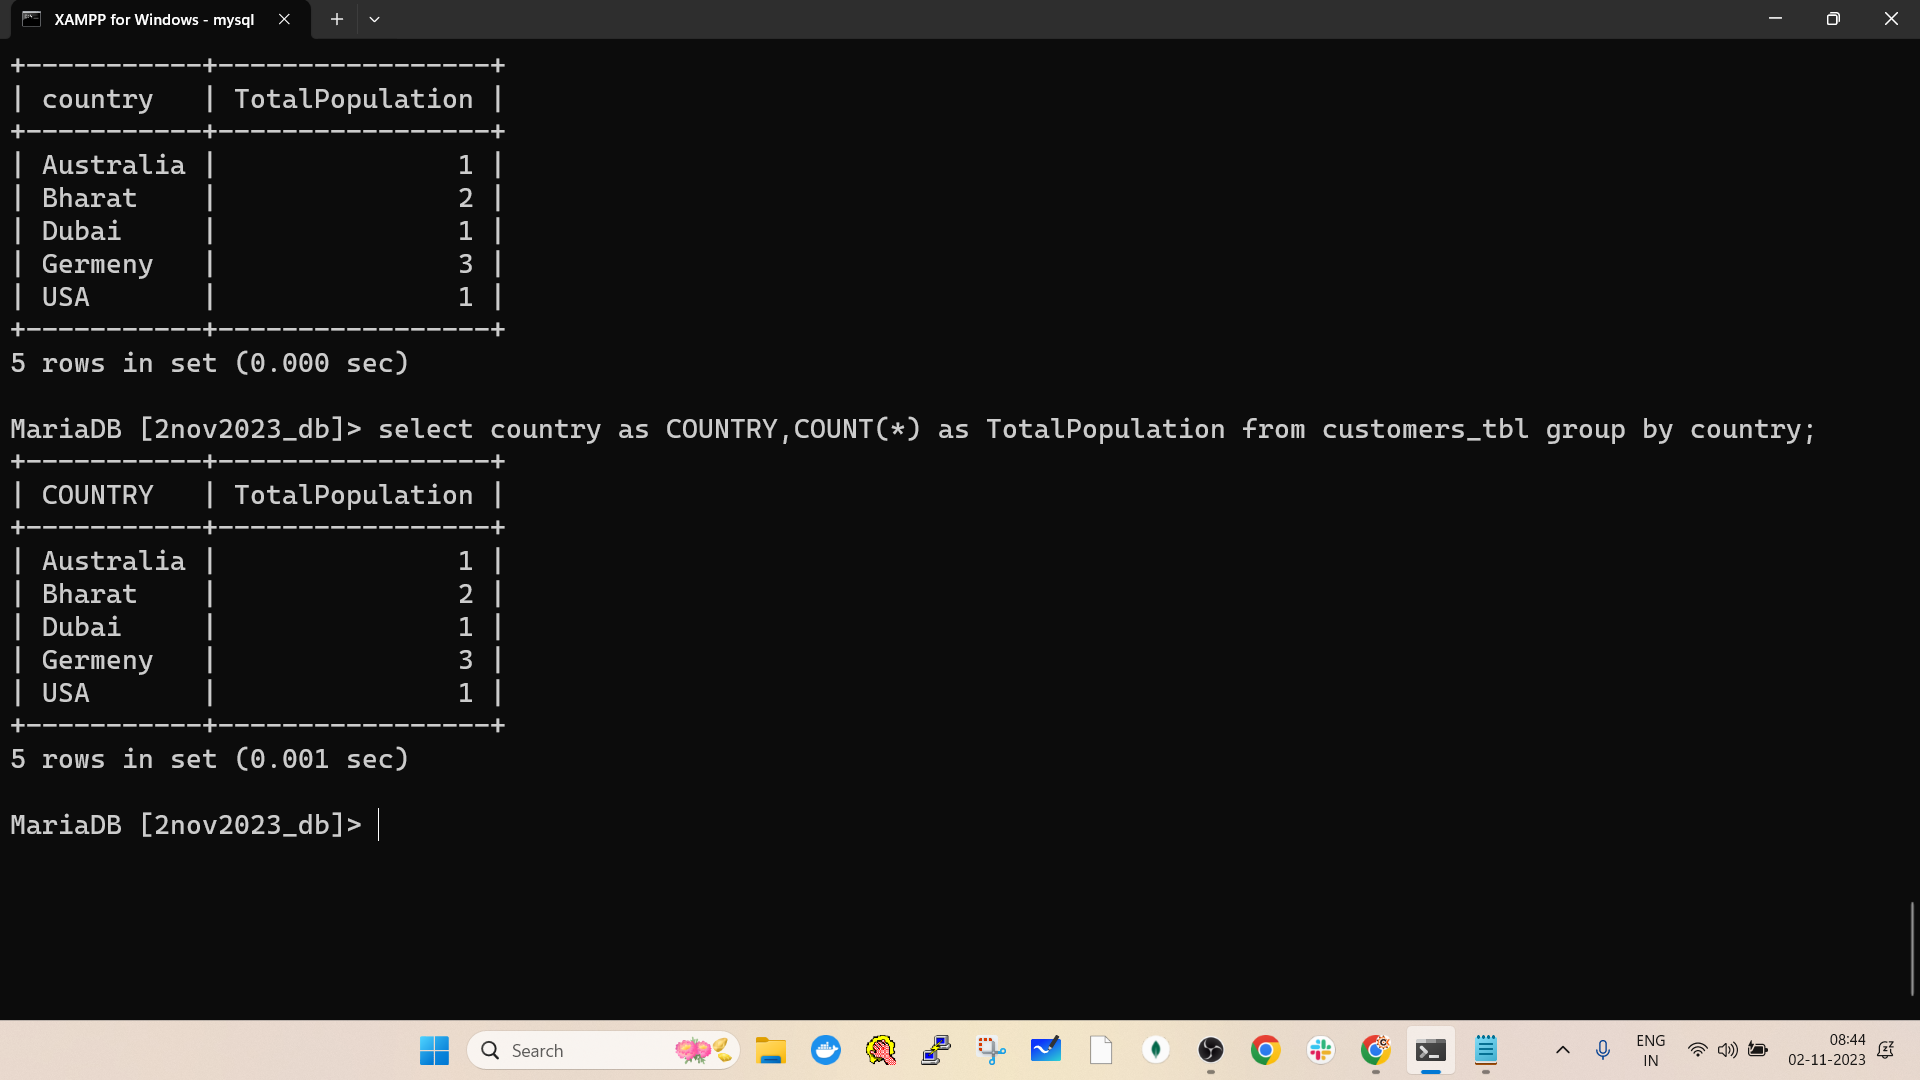 XAMPP for Windows - mysql
+-----------+-----------------+
| country   | TotalPopulation |
+-----------+-----------------+
| Australia |               1 |
| Bharat    |               2 |
| Dubai     |               1 |
| Germeny   |               3 |
| USA       |               1 |
+-----------+-----------------+
5 rows in set (0.000 sec)
MariaDB [2nov2023_db]> select country as COUNTRY,COUNT(*) as TotalPopulation from customers_tbl group by country;
+-----------+-----------------+
| COUNTRY   | TotalPopulation |
+-----------+-----------------+
| Australia |               1 |
| Bharat    |               2 |
| Dubai     |               1 |
| Germeny   |               3 |
| USA       |               1 |
+-----------+-----------------+
5 rows in set (0.001 sec)
MariaDB [2nov2023_db]>
Search
ENG
IN
08:44
02-11-2023